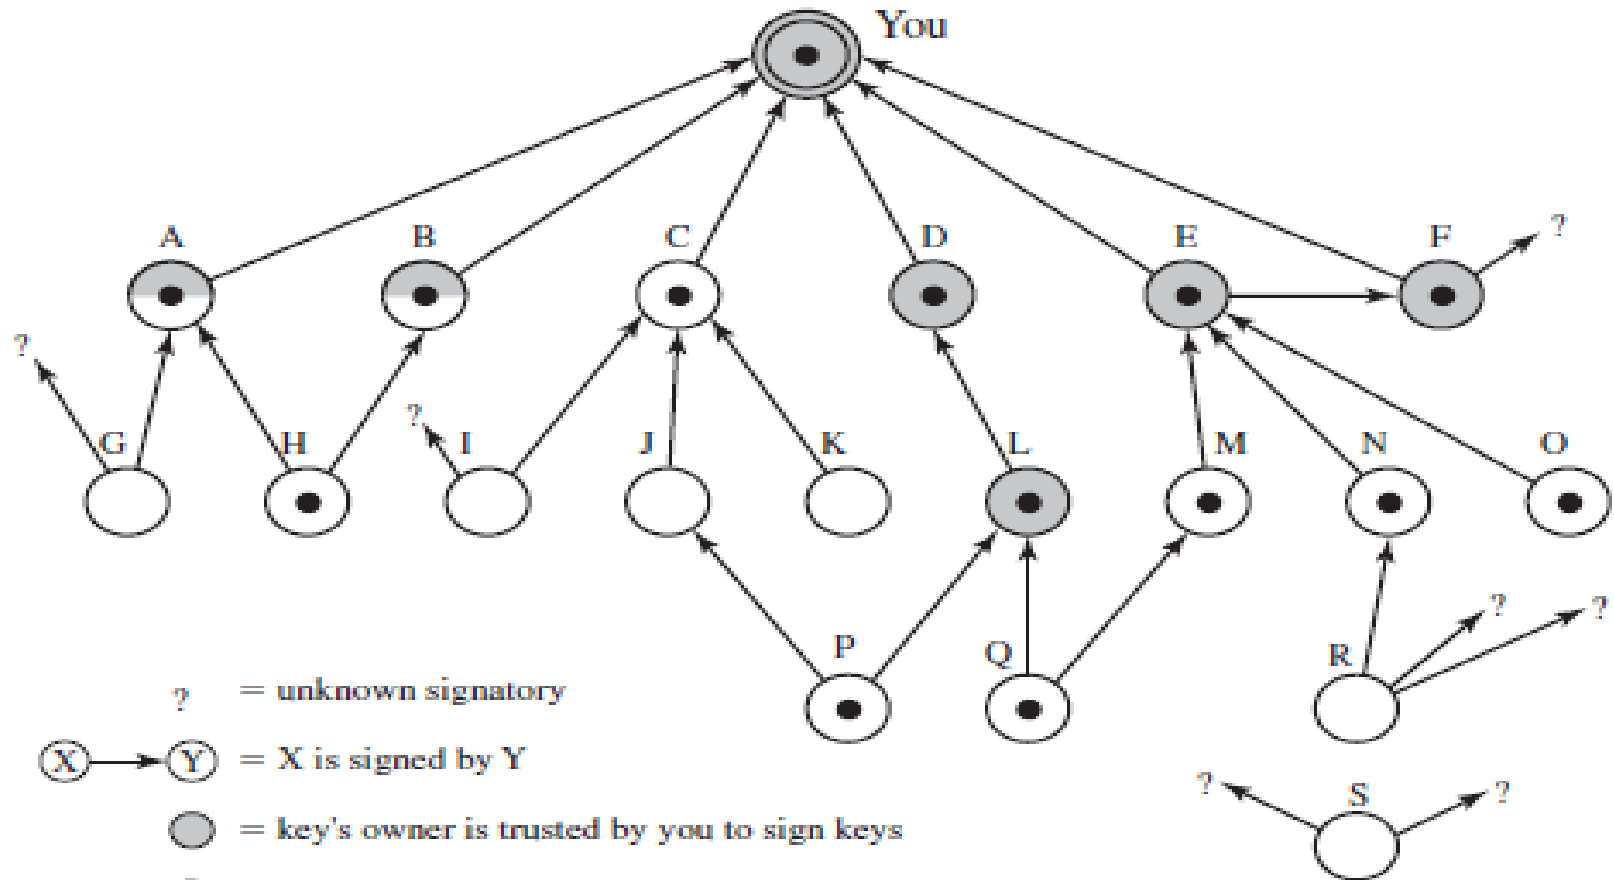 You
A B C D E F ?
?
? I
G H J K L M N O
? ?
P Q R
? = unknown signatory
X Y = X is signed by Y
? S ?
= key's owner is trusted by you to sign keys